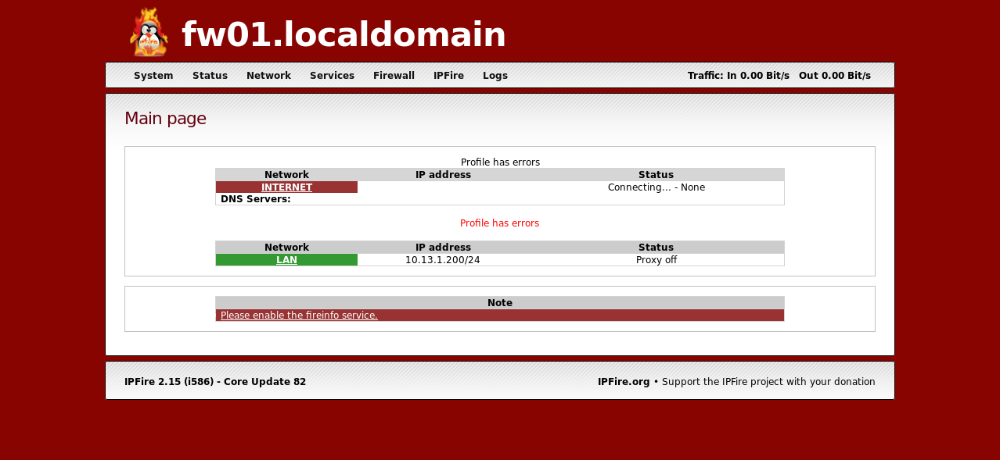 fw01.localdomain
System Status Network Services Firewall IPFire Logs Traffic: In 0.00 Bit/s Out 0.00 Bit/s
Main page
Profile has errors
Network IP address Status
INTERNET Connecting... - None
DNS Servers:
Profile has errors
Network IP address Status
LAN 10.13.1.200/24 Proxy off
Note
Please enable the fireinfo service.
IPFire 2.15 (i586) - Core Update 82 IPFire.org • Support the IPFire project with your donation